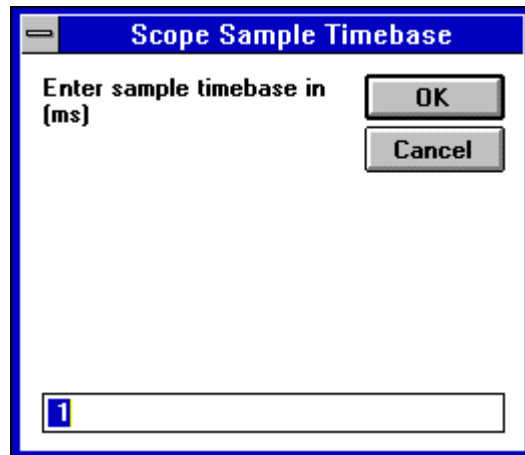 Scope Sample Timebase
Enter sample timebase in
(ms)
OK
Cancel
1